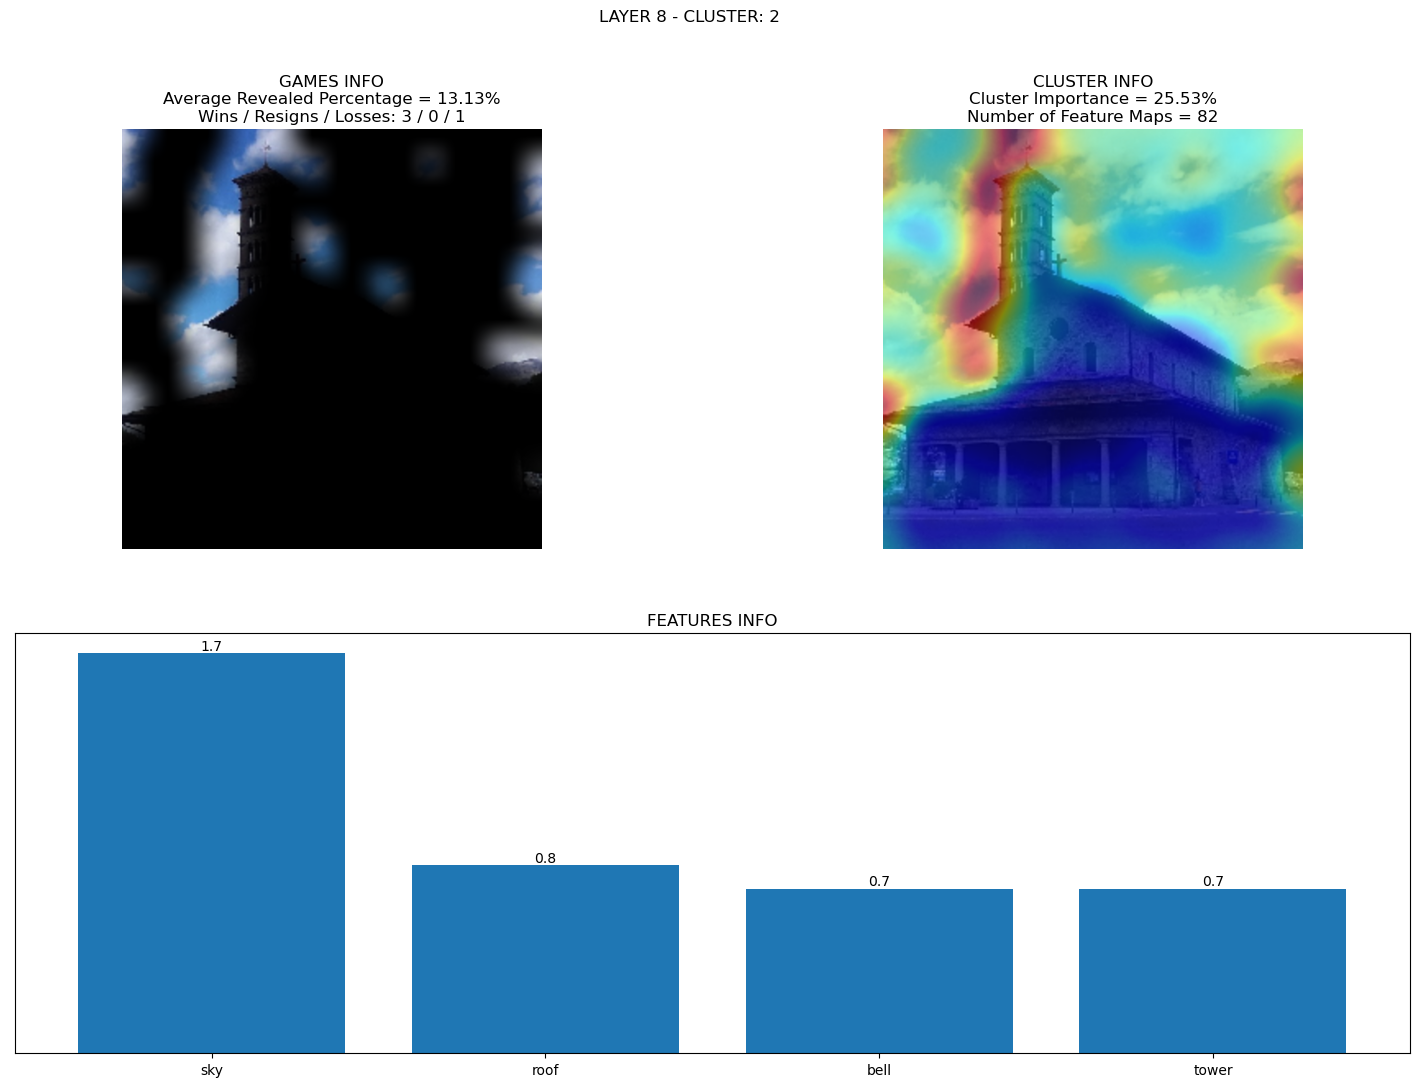 LAYER 8 - CLUSTER: 2
GAMES INFO
Average Revealed Percentage = 13.13%
Wins / Resigns / Losses: 3 / 0 / 1
CLUSTER INFO
Cluster Importance = 25.53%
Number of Feature Maps = 82
FEATURES INFO
1.7
0.8
0.7
0.7
sky
roof
bell
tower